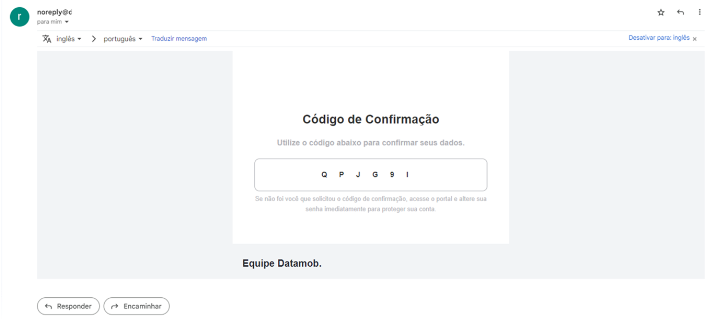 r
noreply@d
para mim
inglês
português
Traduzir mensagem
Desativar para: inglês x
Código de Confirmação
Utilize o código abaixo para confirmar seus dados.
Q P J G 9 I
Se não foi você que solicitou o código de confirmação, acesse o portal e altere sua
senha imediatamente para proteger sua conta
Equipe Datamob.
Responder
Encaminhar